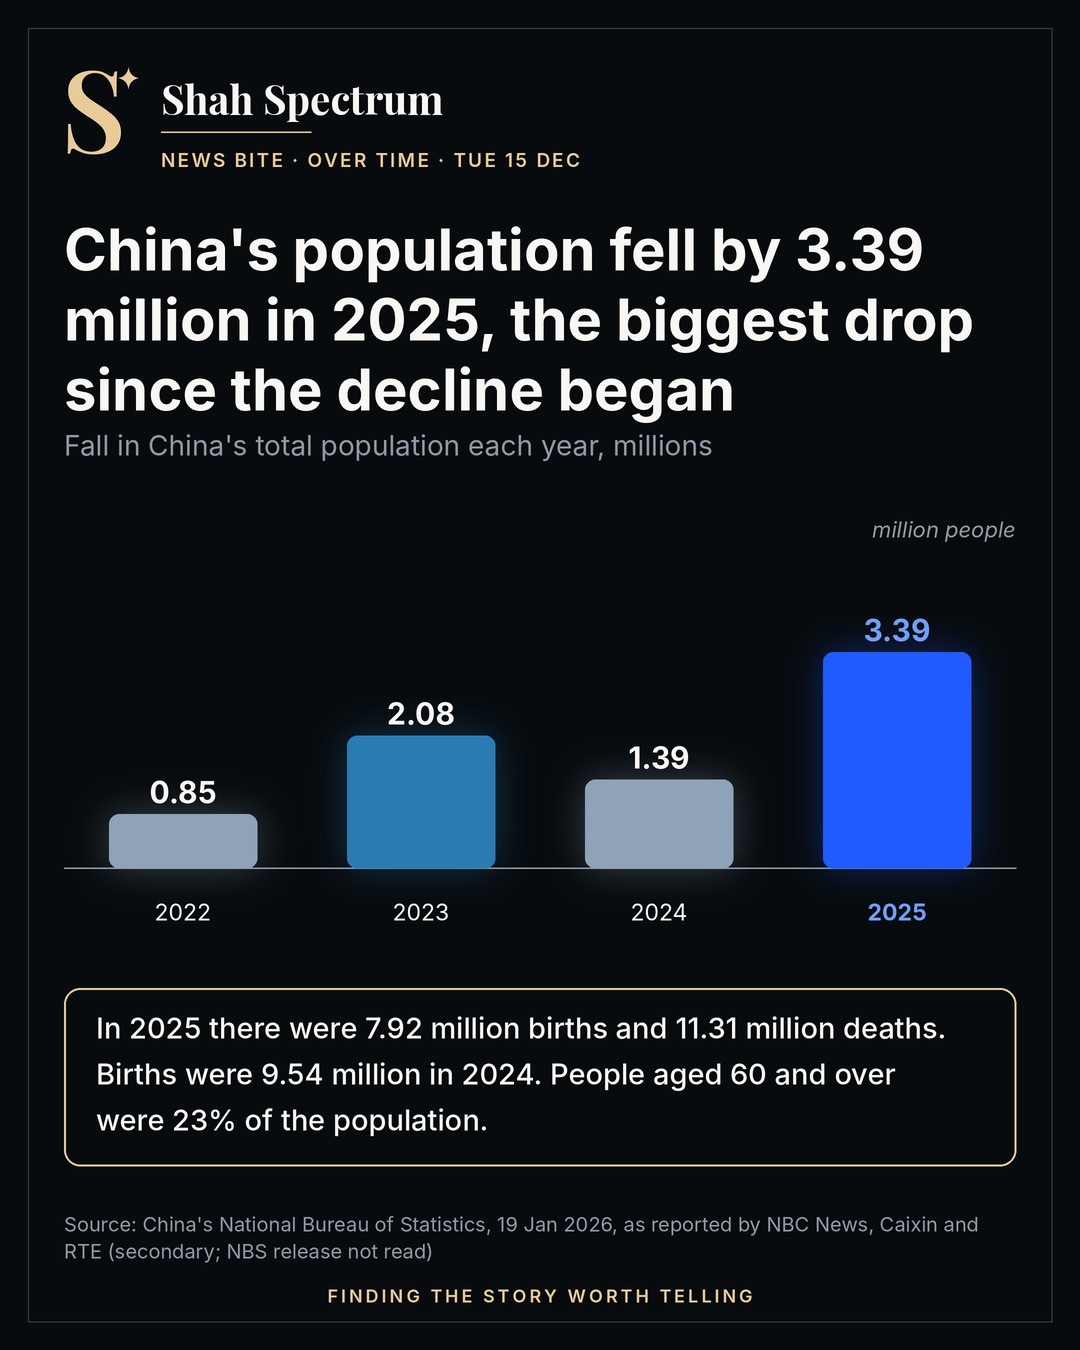 S
Shah Spectrum
NEWS BITE · OVER TIME · TUE 15 DEC
China's population fell by 3.39
million in 2025, the biggest drop
since the decline began
Fall in China's total population each year, millions
million people
0.85
2.08
1.39
3.39
2022
2023
2024
2025
In 2025 there were 7.92 million births and 11.31 million deaths.
Births were 9.54 million in 2024. People aged 60 and over
were 23% of the population.
Source: China's National Bureau of Statistics, 19 Jan 2026, as reported by NBC News, Caixin and
RTE (secondary; NBS release not read)
FINDING THE STORY WORTH TELLING